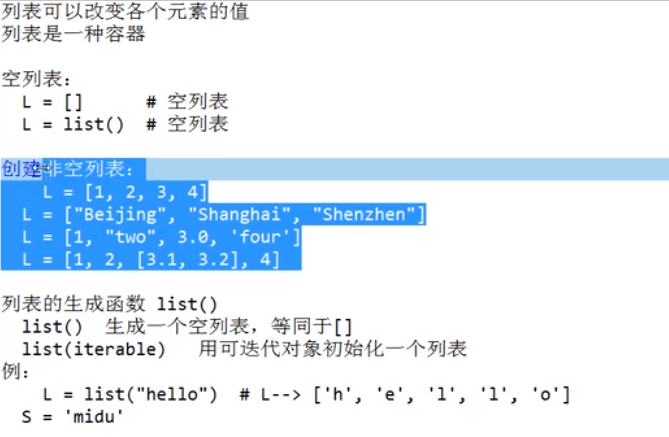 列表可以改变各个元素的值
列表是一种容器
空列表：
L = []      # 空列表
L = list()  # 空列表
创建非空列表：
L = [1, 2, 3, 4]
L = ["Beijing", "Shanghai", "Shenzhen"]
L = [1, "two", 3.0, 'four']
L = [1, 2, [3.1, 3.2], 4]
列表的生成函数 list()
list()  生成一个空列表，等同于[]
list(iterable)   用可迭代对象初始化一个列表
例：
L = list("hello")  # L--> ['h', 'e', 'l', 'l', 'o']
S = 'midu'